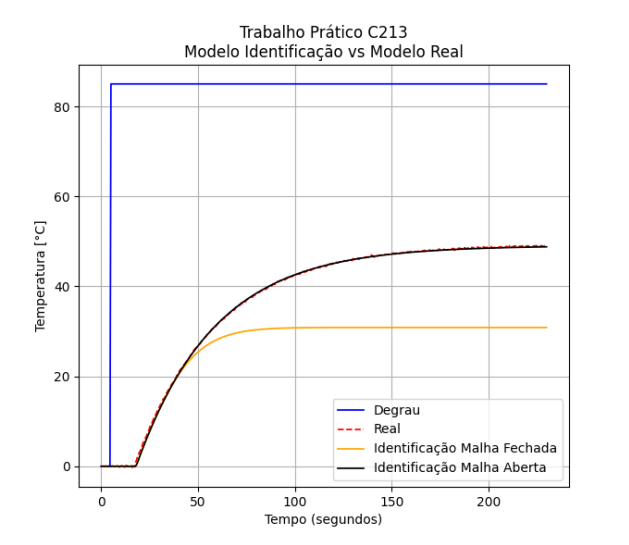 Trabalho Prático C213
Modelo Identificação vs Modelo Real
80
60
40
20
0
Temperatura [°C]
Degrau
Real
Identificação Malha Fechada
Identificação Malha Aberta
0
50
100
150
200
Tempo (segundos)